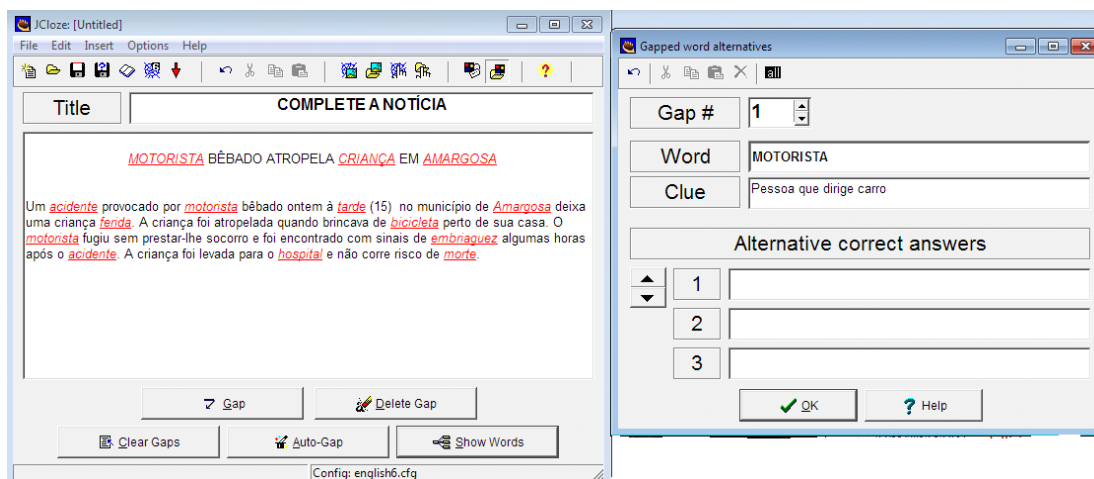 JCloze: [Untitled]
File Edit Insert Options Help
Title
COMPLETE A NOTÍCIA
MOTORISTA BÊBADO ATROPELA CRIANÇA EM AMARGOSA
Um acidente provocado por motorista bêbado ontem à tarde (15) no município de Amargosa deixa
uma criança ferida. A criança foi atropelada quando brincava de bicicleta perto de sua casa. O
motorista fugiu sem prestar-lhe socorro e foi encontrado com sinais de embriaguez algumas horas
após o acidente. A criança foi levada para o hospital e não corre risco de morte.
Gap
Delete Gap
Clear Gaps
Auto-Gap
Show Words
Config: english6.cfg
Gapped word alternatives
all
Gap #
1
Word
MOTORISTA
Clue
Pessoa que dirige carro
Alternative correct answers
1
2
3
OK
Help